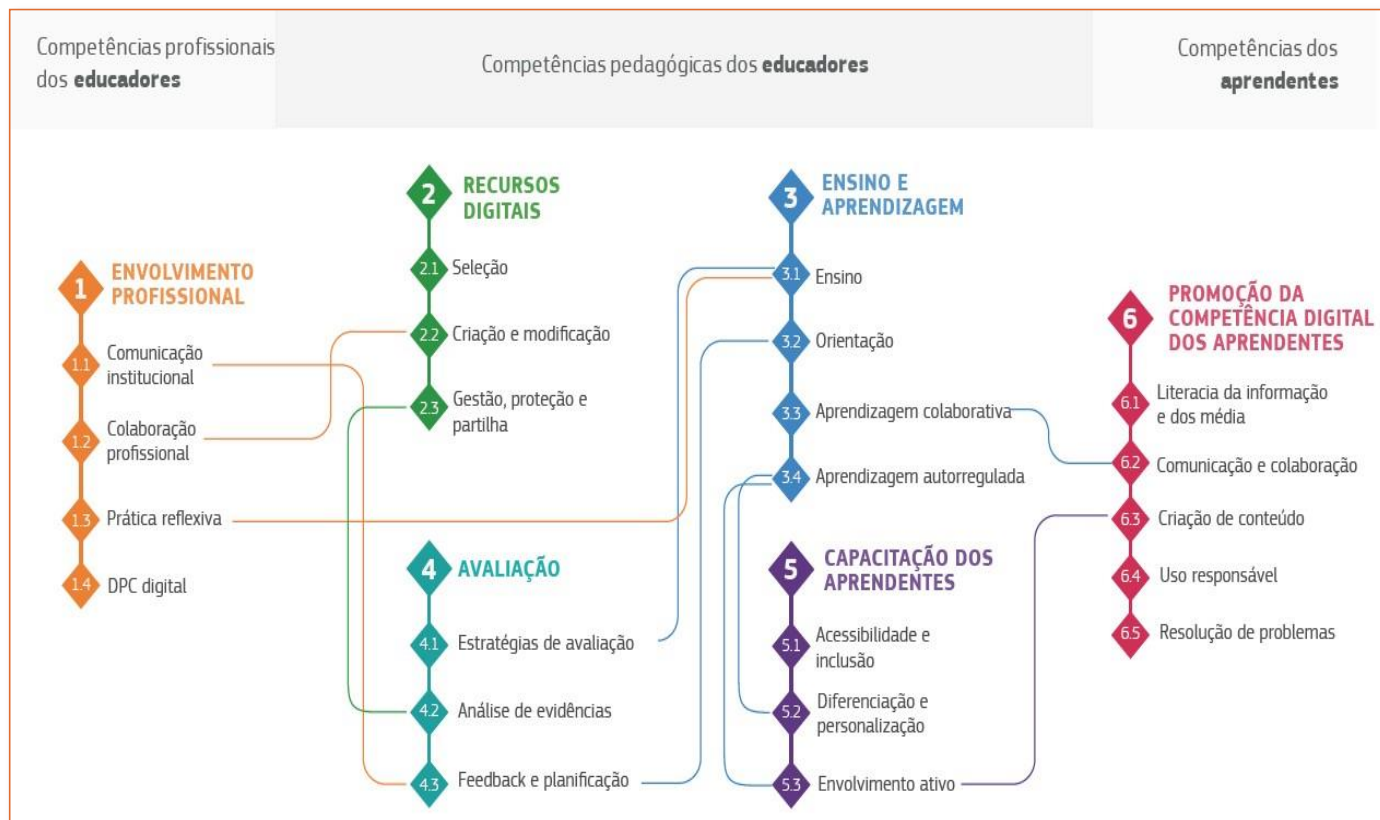 Competências profissionais
dos educadores
Competências pedagógicas dos educadores
Competências dos
aprendentes
1
ENVOLVIMENTO
PROFISSIONAL
1.1
Comunicação
institucional
1.2
Colaboração
profissional
1.3
Prática reflexiva
1.4
DPC digital
2
RECURSOS
DIGITAIS
2.1
Seleção
2.2
Criação e modificação
2.3
Gestão, proteção e
partilha
4
AVALIAÇÃO
4.1
Estratégias de avaliação
4.2
Análise de evidências
4.3
Feedback e planificação
3
ENSINO E
APRENDIZAGEM
3.1
Ensino
3.2
Orientação
3.3
Aprendizagem colaborativa
3.4
Aprendizagem autorregulada
5
CAPACITAÇÃO DOS
APRENDENTES
5.1
Acessibilidade e
inclusão
5.2
Diferenciação e
personalização
5.3
Envolvimento ativo
6
PROMOÇÃO DA
COMPETÊNCIA DIGITAL
DOS APRENDENTES
6.1
Literacia da informação
e dos média
6.2
Comunicação e colaboração
6.3
Criação de conteúdo
6.4
Uso responsável
6.5
Resolução de problemas